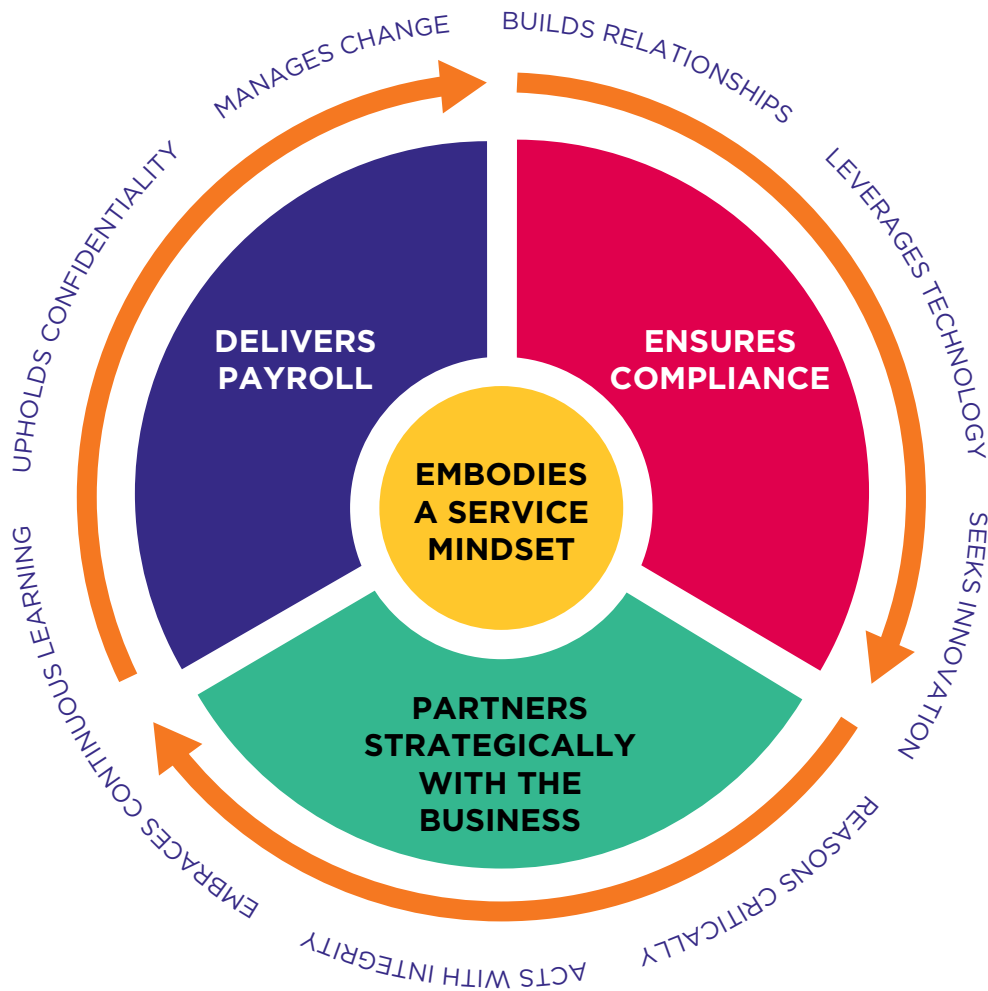 MANAGES CHANGE
BUILDS RELATIONSHIPS
LEVERAGES TECHNOLOGY
SEEKS INNOVATION
REASONS CRITICALLY
ACTS WITH INTEGRITY
EMBRACES CONTINUOUS LEARNING
UPHOLDS CONFIDENTIALITY
DELIVERS
PAYROLL
ENSURES
COMPLIANCE
EMBODIES
A SERVICE
MINDSET
PARTNERS
STRATEGICALLY
WITH THE
BUSINESS